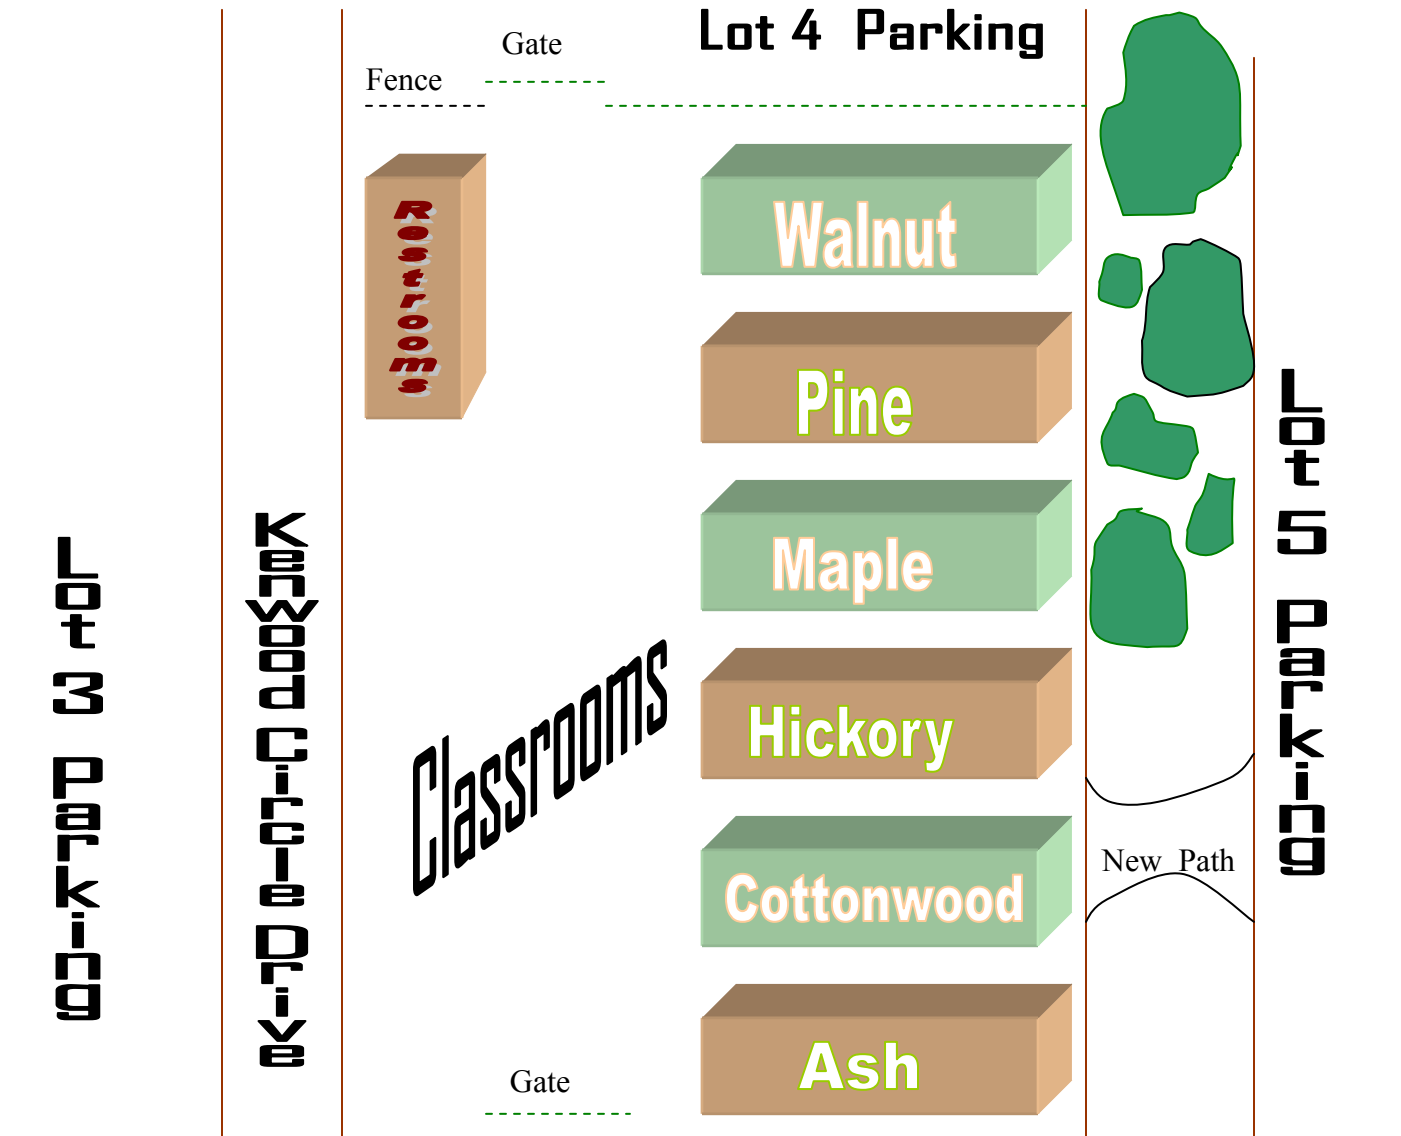 Lot 4 Parking
Gate
Fence
Restrooms
Walnut
Pine
Maple
Hickory
Cottonwood
Ash
Classrooms
Gate
Lot 3 Parking
Kenwood Circle Drive
New Path
Lot 5 Parking